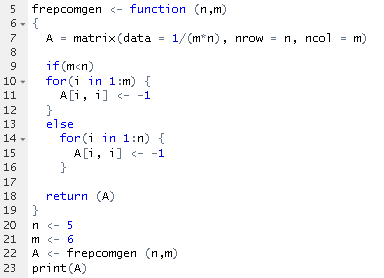 5 frepcomgen <- function (n,m)
6 {
7 A = matrix(data = 1/(m*n), nrow = n, ncol = m)
8
9 if(m<n)
10 for(i in 1:m) {
11 A[i, i] <- -1
12 }
13 else
14 for(i in 1:n) {
15 A[i, i] <- -1
16 }
17
18 return (A)
19 }
20 n <- 5
21 m <- 6
22 A <- frepcomgen (n,m)
23 print(A)